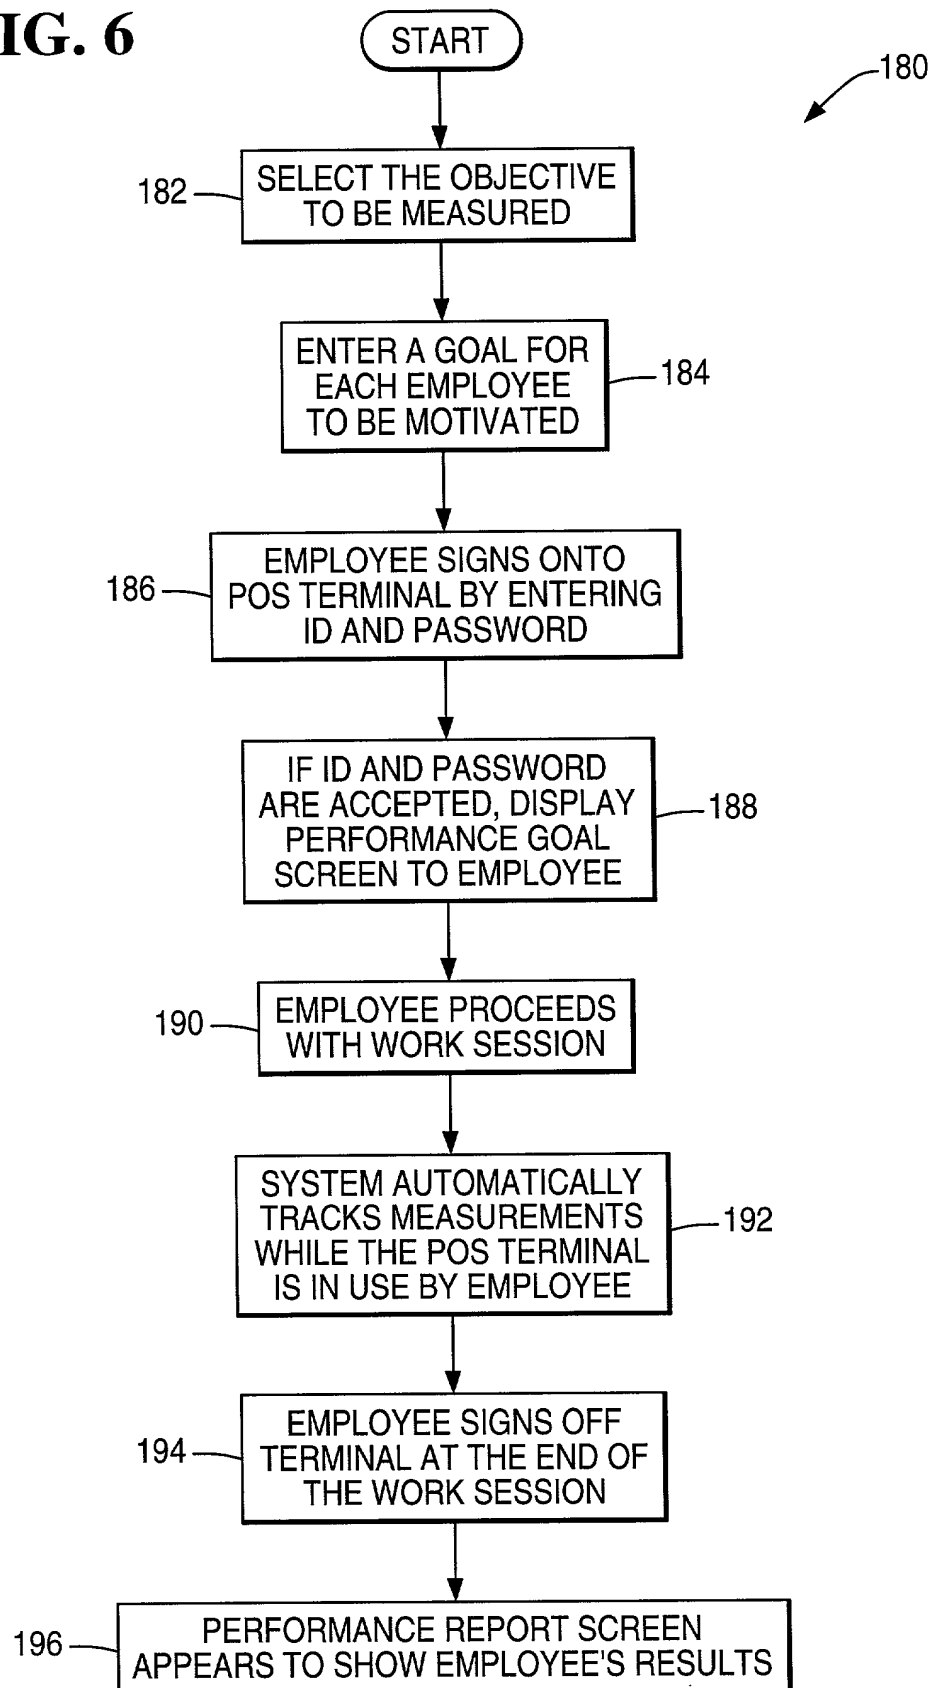 IG. 6
START
180
182
SELECT THE OBJECTIVE
TO BE MEASURED
ENTER A GOAL FOR
EACH EMPLOYEE
TO BE MOTIVATED
184
186
EMPLOYEE SIGNS ONTO
POS TERMINAL BY ENTERING
ID AND PASSWORD
IF ID AND PASSWORD
ARE ACCEPTED, DISPLAY
PERFORMANCE GOAL
SCREEN TO EMPLOYEE
188
190
EMPLOYEE PROCEEDS
WITH WORK SESSION
SYSTEM AUTOMATICALLY
TRACKS MEASUREMENTS
WHILE THE POS TERMINAL
IS IN USE BY EMPLOYEE
192
194
EMPLOYEE SIGNS OFF
TERMINAL AT THE END OF
THE WORK SESSION
196
PERFORMANCE REPORT SCREEN
APPEARS TO SHOW EMPLOYEE'S RESULTS